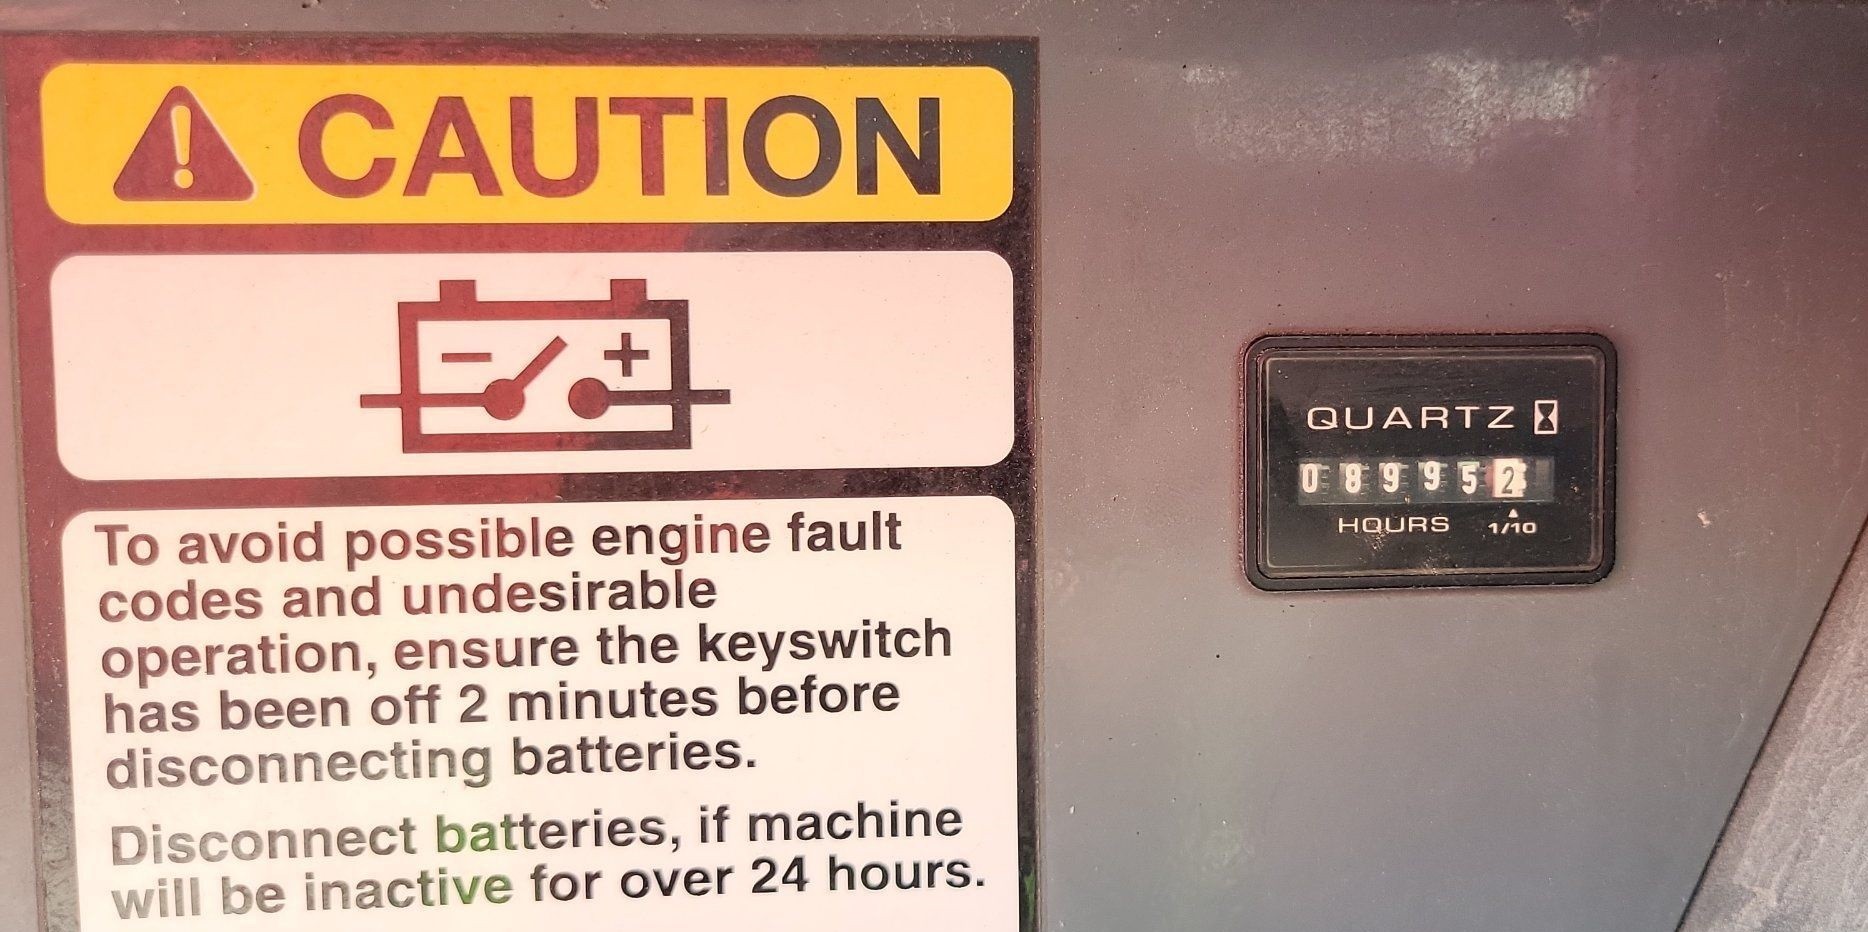 CAUTION
To avoid possible engine fault
codes and undesirable
operation, ensure the keyswitch
has been off 2 minutes before
disconnecting batteries.
Disconnect batteries, if machine
will be inactive for over 24 hours.
QUARTZ
089952
HOURS 1/10